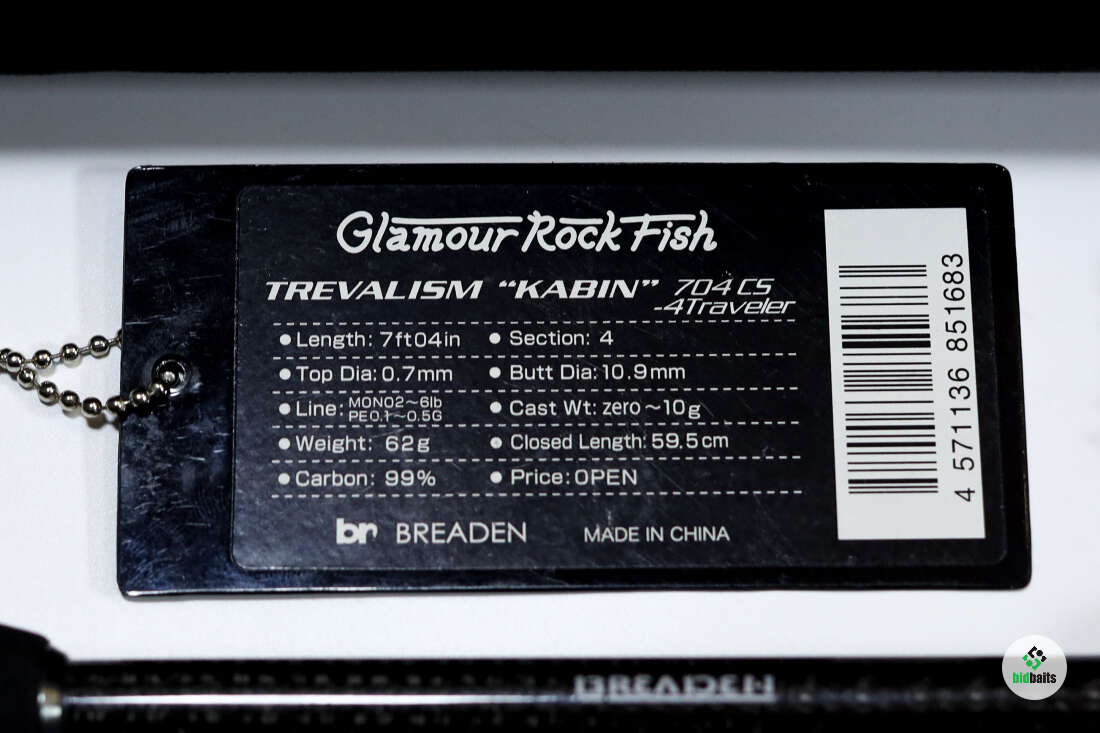 Glamour Rock Fish
TREVALISM “KABIN” 704 CS
-4Traveler
● Length: 7ft04in ● Section: 4
● Top Dia: 0.7mm ● Butt Dia: 10.9mm
● Line: MONO2～6lb
PE0.1～0.5G
● Cast Wt: zero～10g
● Weight: 62g ● Closed Length: 59.5cm
● Carbon: 99% ● Price: OPEN
br BREADEN MADE IN CHINA
4 571136 851683
BREADEN
bidbaits